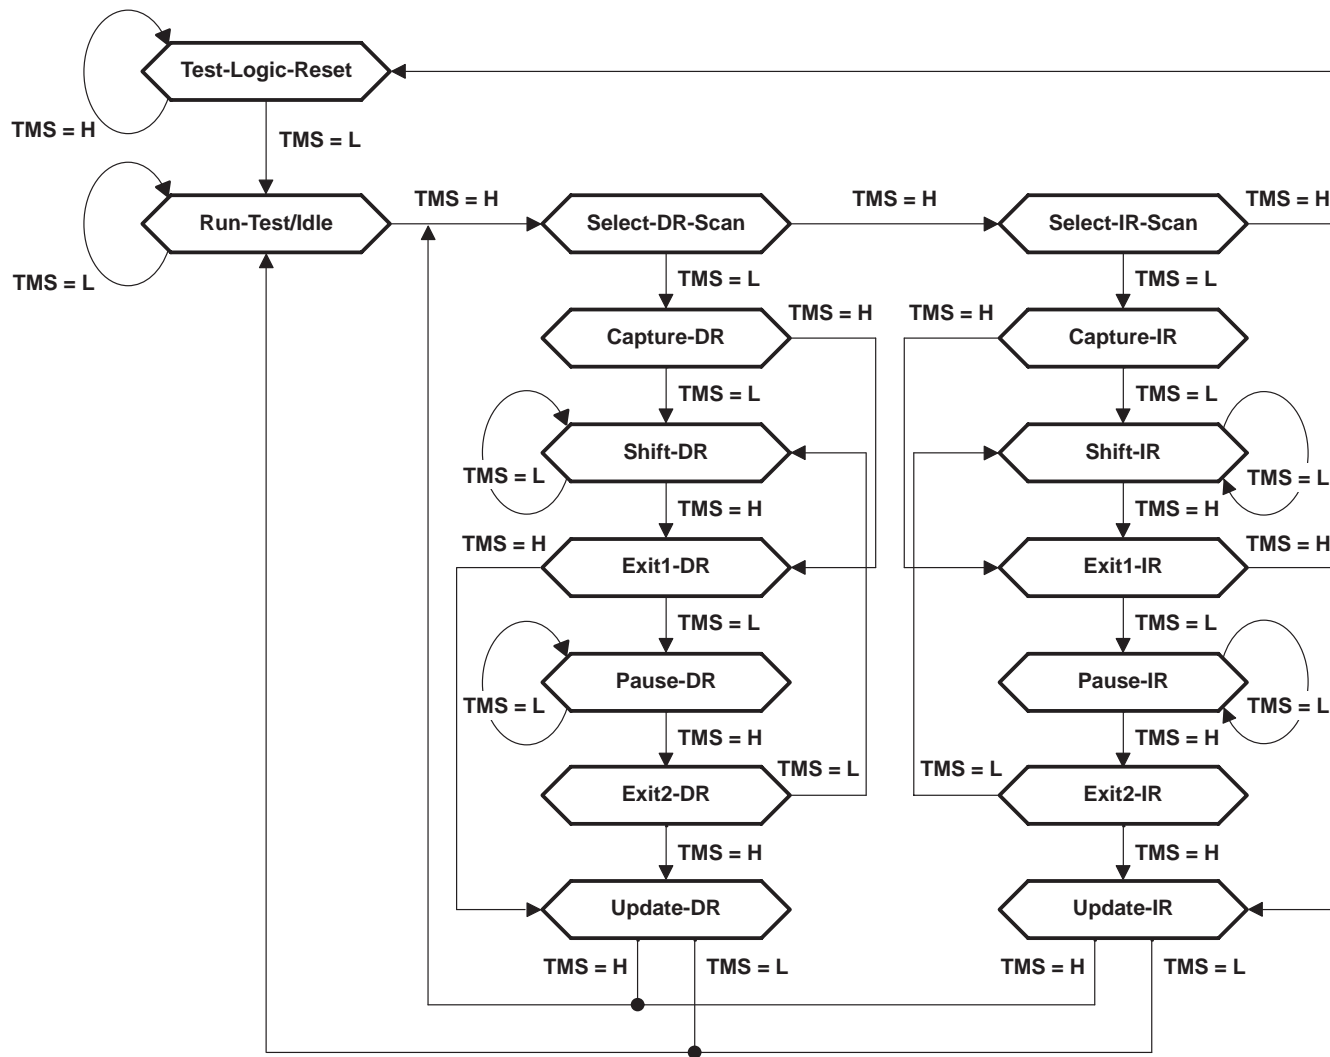 Test-Logic-Reset
TMS = H
TMS = L
TMS = H
TMS = H
TMS = H
Run-Test/Idle
Select-DR-Scan
Select-IR-Scan
TMS = L
TMS = L
TMS = L
TMS = H
TMS = H
Capture-DR
Capture-IR
TMS = L
TMS = L
Shift-DR
Shift-IR
TMS = L
TMS = L
TMS = H
TMS = H
TMS = H
TMS = H
Exit1-DR
Exit1-IR
TMS = L
TMS = L
Pause-DR
Pause-IR
TMS = L
TMS = L
TMS = H
TMS = H
TMS = L
TMS = L
Exit2-DR
Exit2-IR
TMS = H
TMS = H
Update-DR
Update-IR
TMS = H
TMS = L
TMS = H
TMS = L